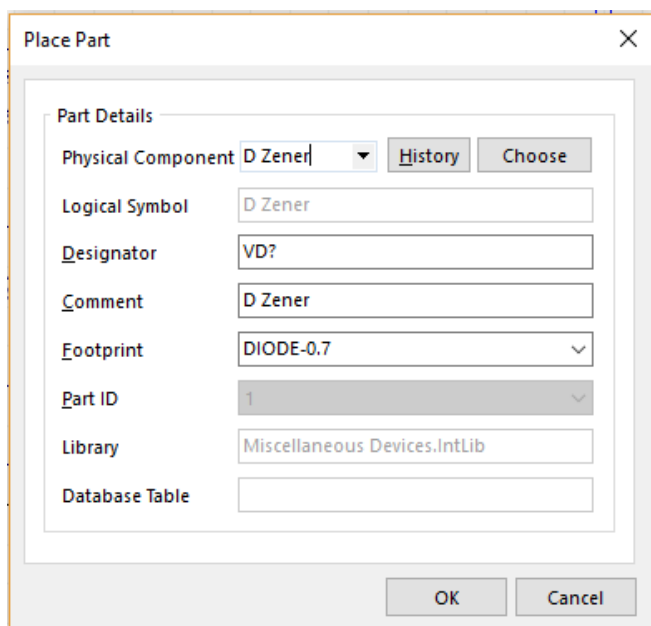 Place Part
Part Details
Physical Component D Zener History Choose
Logical Symbol D Zener
Designator VD?
Comment D Zener
Footprint DIODE-0.7
Part ID 1
Library Miscellaneous Devices.IntLib
Database Table
OK Cancel